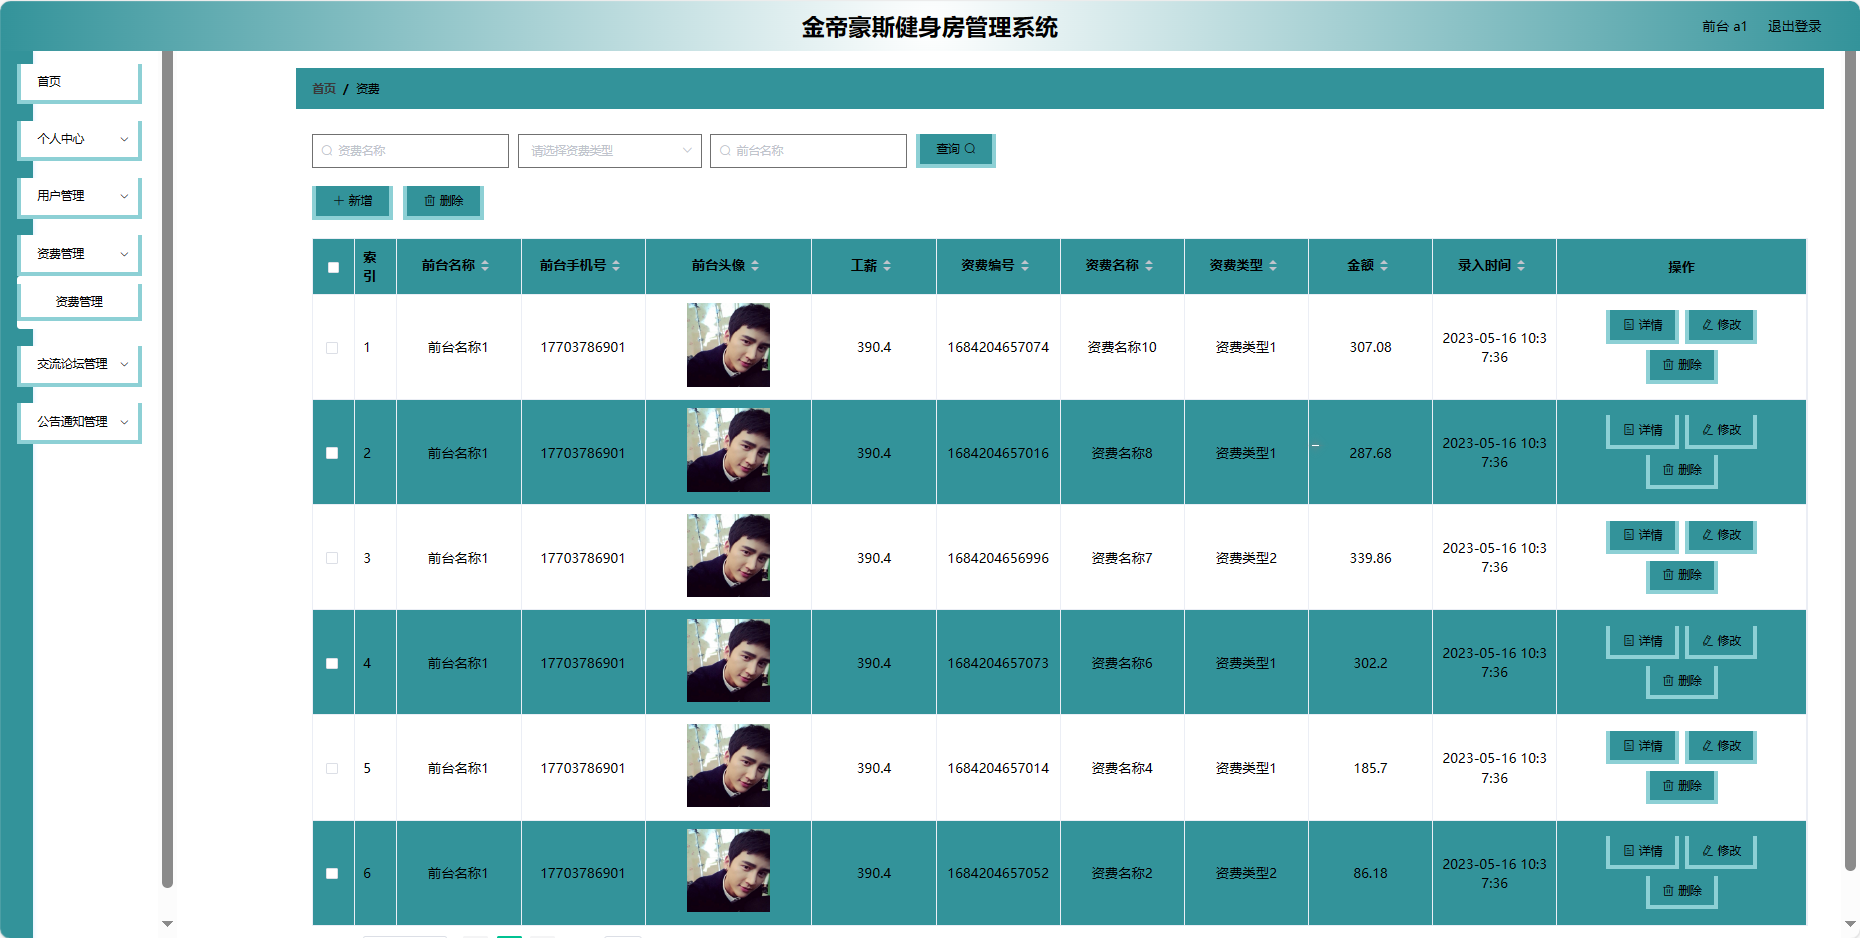 金帝豪斯健身房管理系统
前台 a1 退出登录
首页
个人中心
用户管理
资费管理
资费管理
交流论坛管理
公告通知管理
首页 / 资费
资费名称 请选择资费类型 前台名称 查询
新增 删除
索引 前台名称 前台手机号 前台头像 工薪 资费编号 资费名称 资费类型 金额 录入时间 操作
1 前台名称1 17703786901 390.4 1684204657074 资费名称10 资费类型1 307.08 2023-05-16 10:37:36 详情 修改 删除
2 前台名称1 17703786901 390.4 1684204657016 资费名称8 资费类型1 287.68 2023-05-16 10:37:36 详情 修改 删除
3 前台名称1 17703786901 390.4 1684204656996 资费名称7 资费类型2 339.86 2023-05-16 10:37:36 详情 修改 删除
4 前台名称1 17703786901 390.4 1684204657073 资费名称6 资费类型1 302.2 2023-05-16 10:37:36 详情 修改 删除
5 前台名称1 17703786901 390.4 1684204657014 资费名称4 资费类型1 185.7 2023-05-16 10:37:36 详情 修改 删除
6 前台名称1 17703786901 390.4 1684204657052 资费名称2 资费类型2 86.18 2023-05-16 10:37:36 详情 修改 删除